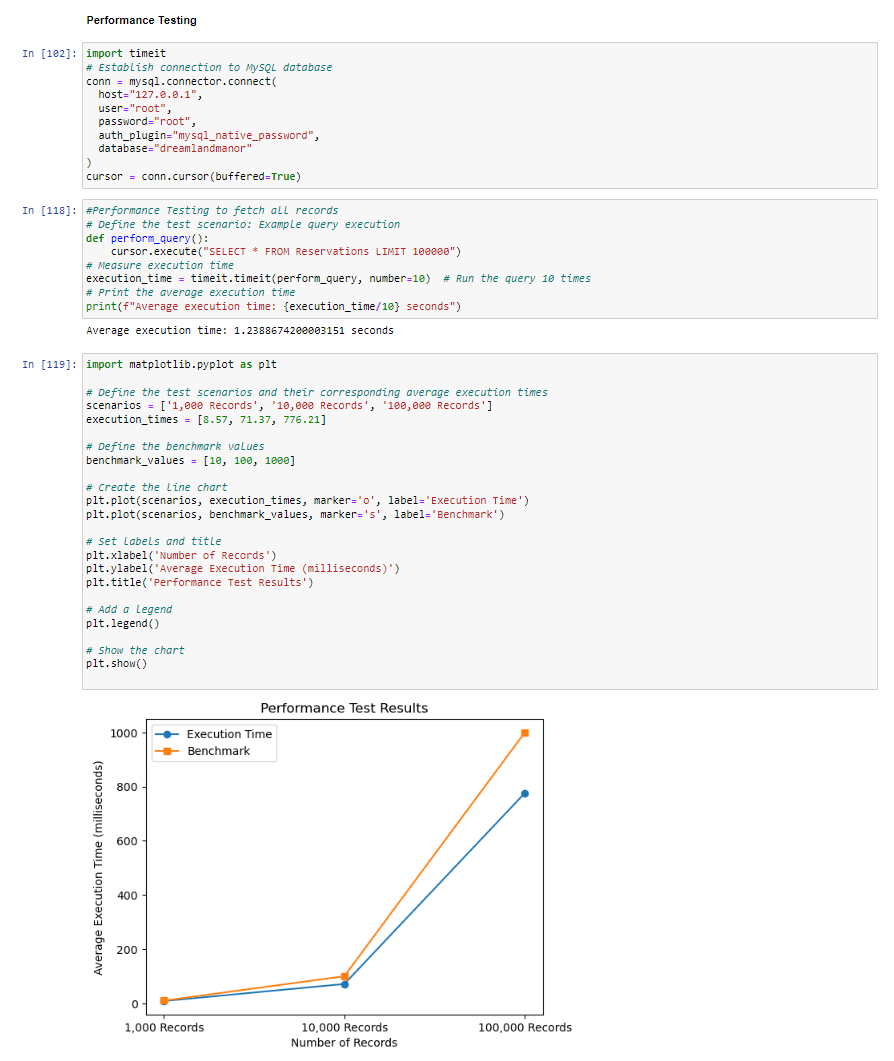 Performance Testing
In [102]: import timeit
# Establish connection to MySQL database
conn = mysql.connector.connect(
  host="127.0.0.1",
  user="root",
  password="root",
  auth_plugin="mysql_native_password",
  database="dreamlandmanor"
)
cursor = conn.cursor(buffered=True)
In [118]: #Performance Testing to fetch all records
# Define the test scenario: Example query execution
def perform_query():
    cursor.execute("SELECT * FROM Reservations LIMIT 100000")
# Measure execution time
execution_time = timeit.timeit(perform_query, number=10)  # Run the query 10 times
# Print the average execution time
print(f"Average execution time: {execution_time/10} seconds")
Average execution time: 1.2388674200003151 seconds
In [119]: import matplotlib.pyplot as plt
# Define the test scenarios and their corresponding average execution times
scenarios = ['1,000 Records', '10,000 Records', '100,000 Records']
execution_times = [8.57, 71.37, 776.21]
# Define the benchmark values
benchmark_values = [10, 100, 1000]
# Create the line chart
plt.plot(scenarios, execution_times, marker='o', label='Execution Time')
plt.plot(scenarios, benchmark_values, marker='s', label='Benchmark')
# Set labels and title
plt.xlabel('Number of Records')
plt.ylabel('Average Execution Time (milliseconds)')
plt.title('Performance Test Results')
# Add a legend
plt.legend()
# Show the chart
plt.show()
Performance Test Results
Execution Time
Benchmark
1000
800
600
400
200
0
Average Execution Time (milliseconds)
1,000 Records 10,000 Records 100,000 Records
Number of Records